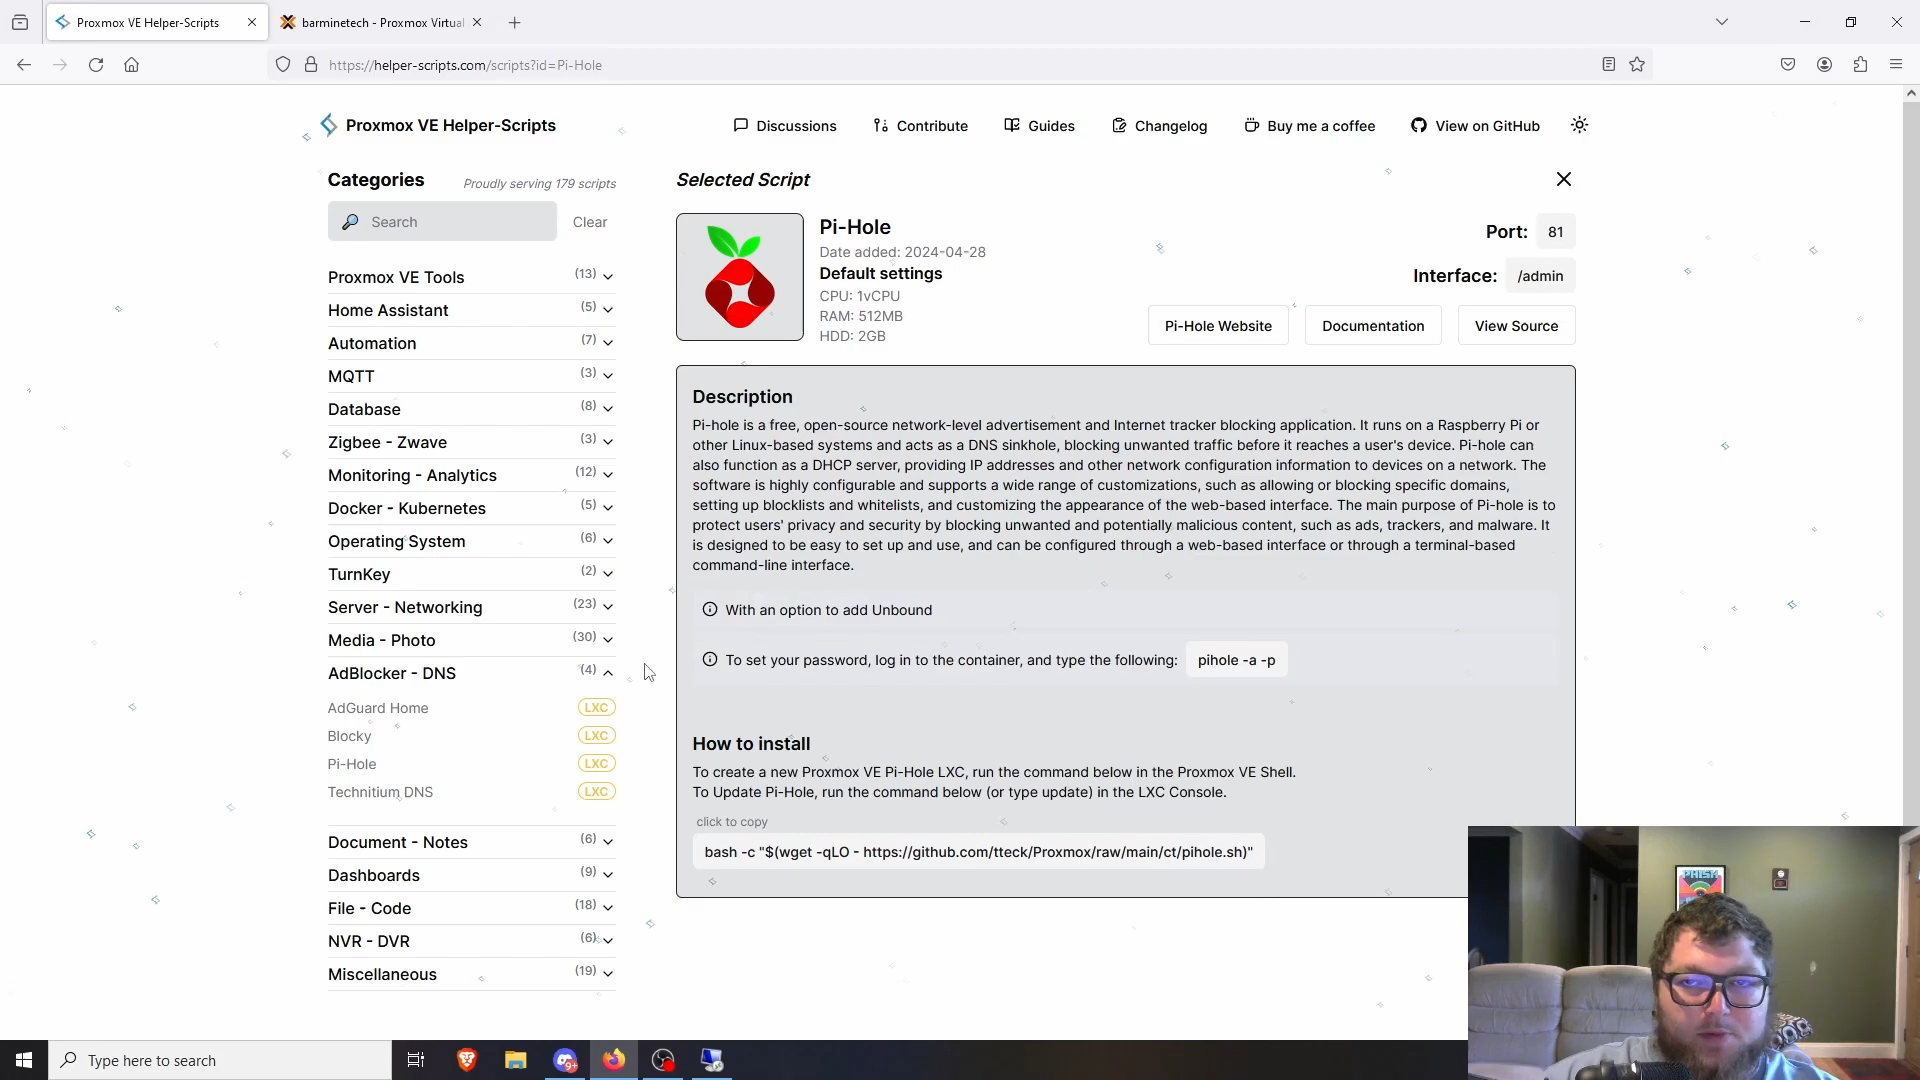 Proxmox VE Helper-Scripts
barminetech - Proxmox Virtual
https://helper-scripts.com/scripts?id=Pi-Hole
Proxmox VE Helper-Scripts
Discussions
Contribute
Guides
Changelog
Buy me a coffee
View on GitHub
Categories
Proudly serving 179 scripts
Search
Clear
Proxmox VE Tools (13)
Home Assistant (5)
Automation (7)
MQTT (3)
Database (8)
Zigbee - Zwave (3)
Monitoring - Analytics (12)
Docker - Kubernetes (5)
Operating System (6)
TurnKey (2)
Server - Networking (23)
Media - Photo (30)
AdBlocker - DNS (4)
AdGuard Home LXC
Blocky LXC
Pi-Hole LXC
Technitium DNS LXC
Document - Notes (6)
Dashboards (9)
File - Code (18)
NVR - DVR (6)
Miscellaneous (19)
Selected Script
Pi-Hole
Date added: 2024-04-28
Default settings
CPU: 1vCPU
RAM: 512MB
HDD: 2GB
Port: 81
Interface: /admin
Pi-Hole Website
Documentation
View Source
Description
Pi-hole is a free, open-source network-level advertisement and Internet tracker blocking application. It runs on a Raspberry Pi or
other Linux-based systems and acts as a DNS sinkhole, blocking unwanted traffic before it reaches a user's device. Pi-hole can
also function as a DHCP server, providing IP addresses and other network configuration information to devices on a network. The
software is highly configurable and supports a wide range of customizations, such as allowing or blocking specific domains,
setting up blocklists and whitelists, and customizing the appearance of the web-based interface. The main purpose of Pi-hole is to
protect users' privacy and security by blocking unwanted and potentially malicious content, such as ads, trackers, and malware. It
is designed to be easy to set up and use, and can be configured through a web-based interface or through a terminal-based
command-line interface.
With an option to add Unbound
To set your password, log in to the container, and type the following: pihole -a -p
How to install
To create a new Proxmox VE Pi-Hole LXC, run the command below in the Proxmox VE Shell.
To Update Pi-Hole, run the command below (or type update) in the LXC Console.
click to copy
bash -c "$(wget -qLO - https://github.com/tteck/Proxmox/raw/main/ct/pihole.sh)"
PHISH
Type here to search
9+